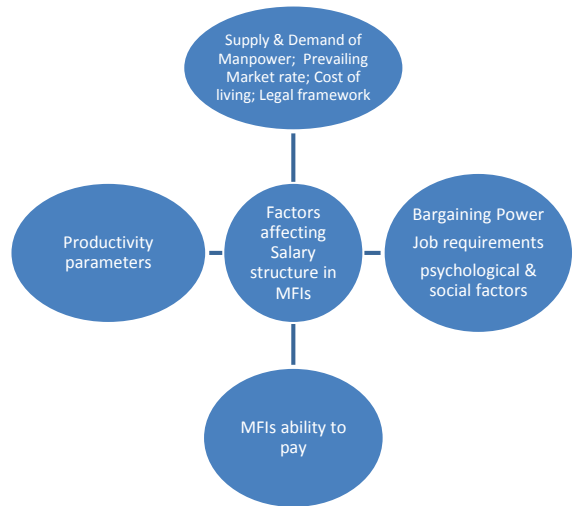 Supply & Demand of
Manpower;  Prevailing
Market rate; Cost of
living; Legal framework
Productivity
parameters
Factors
affecting
Salary
structure in
MFIs
Bargaining Power
Job requirements
psychological &
social factors
MFIs ability to
pay